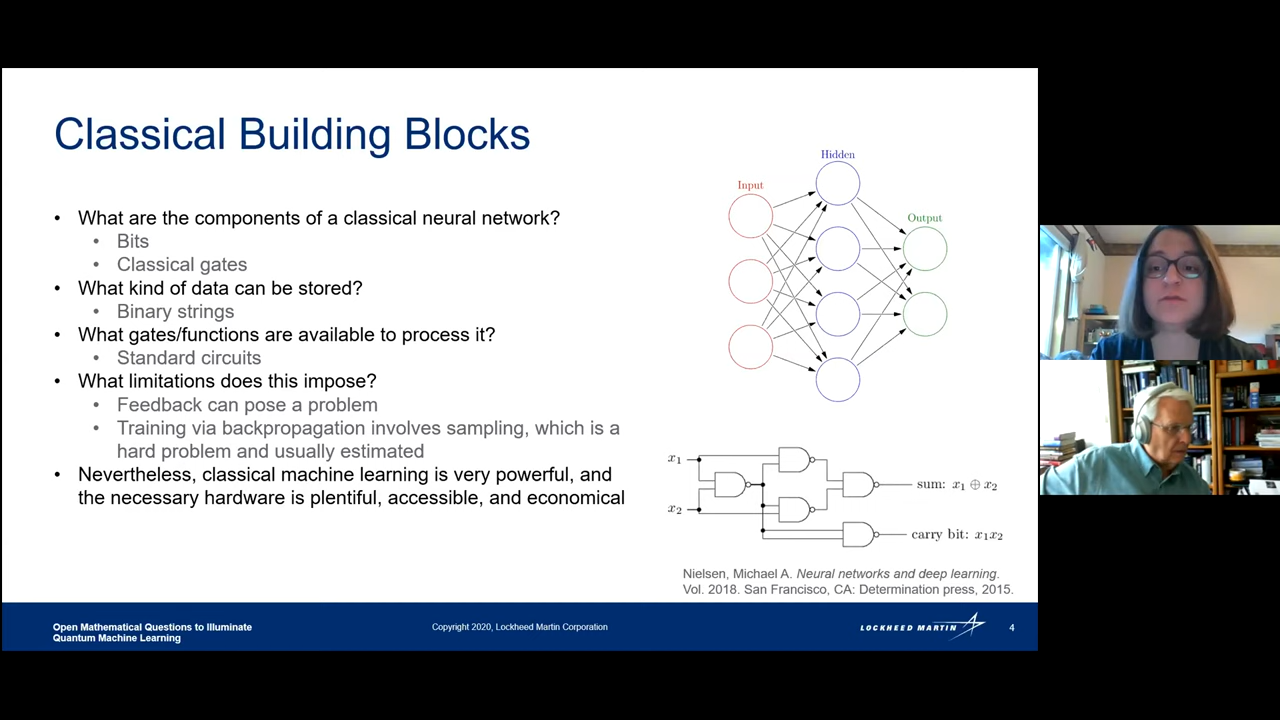 Classical Building Blocks
• What are the components of a classical neural network?
• Bits
• Classical gates
• What kind of data can be stored?
• Binary strings
• What gates/functions are available to process it?
• Standard circuits
• What limitations does this impose?
• Feedback can pose a problem
• Training via backpropagation involves sampling, which is a
hard problem and usually estimated
• Nevertheless, classical machine learning is very powerful, and
the necessary hardware is plentiful, accessible, and economical
Hidden
Input
Output
x₁
x₂
sum: x₁ ⊕ x₂
carry bit: x₁x₂
Nielsen, Michael A. Neural networks and deep learning.
Vol. 2018. San Francisco, CA: Determination press, 2015.
Open Mathematical Questions to Illuminate
Quantum Machine Learning
Copyright 2020, Lockheed Martin Corporation
LOCKHEED MARTIN
4